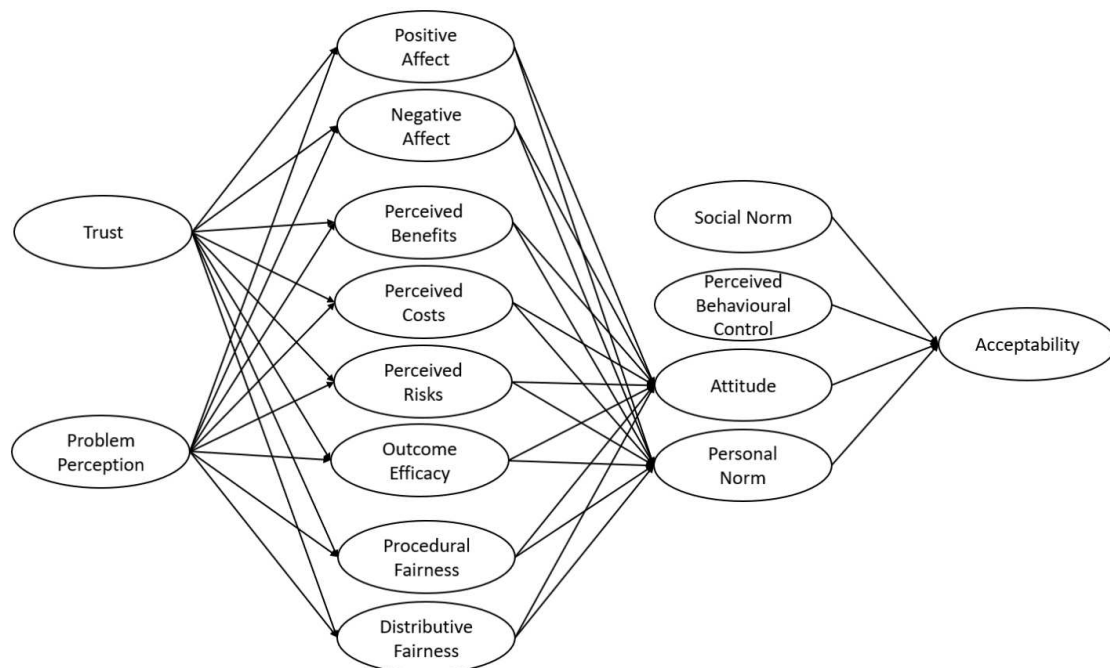 Positive
Affect
Negative
Affect
Trust
Perceived
Benefits
Perceived
Costs
Perceived
Risks
Problem
Perception
Outcome
Efficacy
Procedural
Fairness
Distributive
Fairness
Social Norm
Perceived
Behavioural
Control
Attitude
Personal
Norm
Acceptability